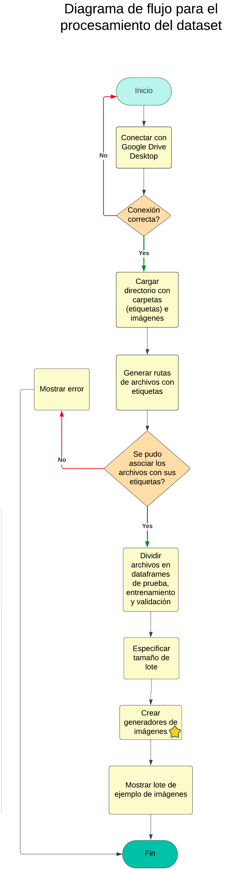 Diagrama de flujo para el
procesamiento del dataset
Inicio
Conectar con
Google Drive
Desktop
No
Conexión
correcta?
Yes
Cargar
directorio con
carpetas
(etiquetas) e
imágenes
Generar rutas
de archivos con
etiquetas
Mostrar error
Se pudo
asociar los
archivos con sus
etiquetas?
No
Yes
Dividir
archivos en
dataframes
de prueba,
entrenamiento
y validación
Especificar
tamaño de
lote
Crear
generadores de
imágenes
Mostrar lote de
ejemplo de imágenes
Fin